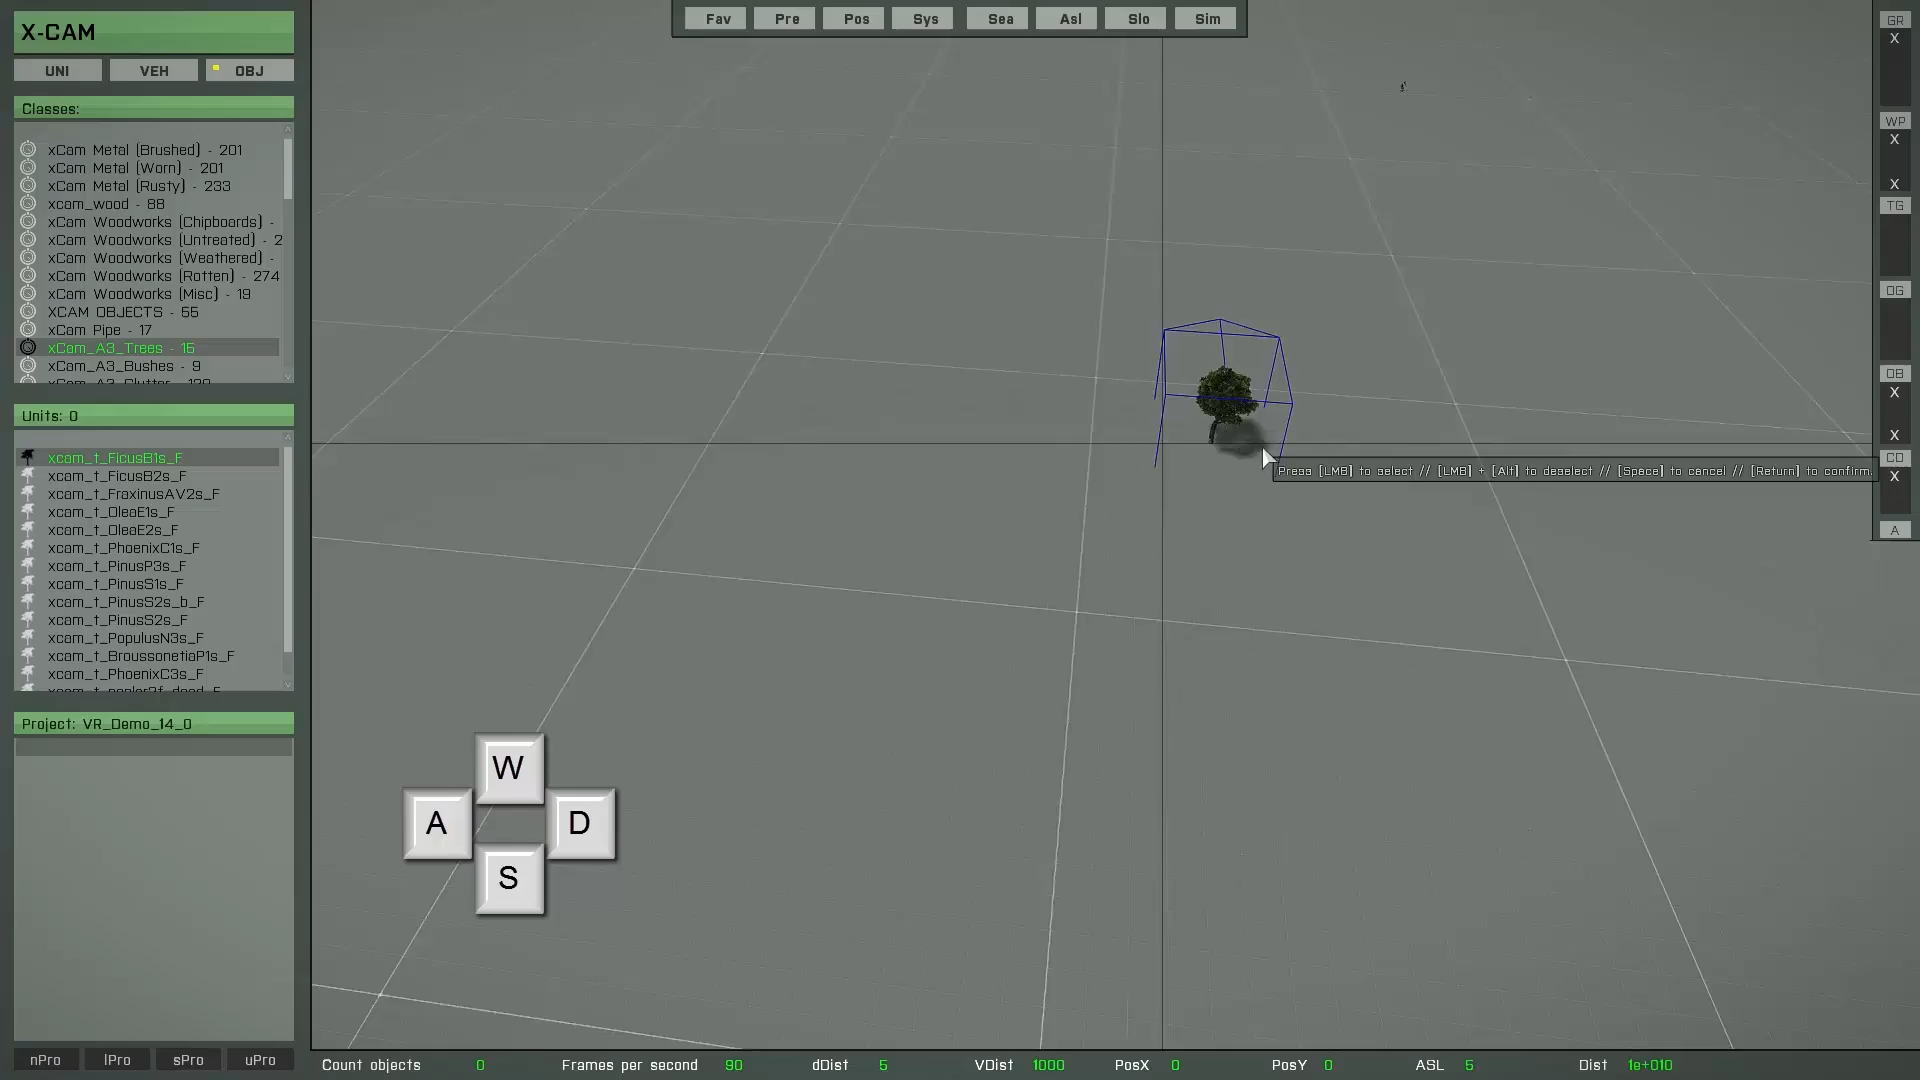 X-CAM
UNI VEH OBJ
Classes:
xCam Metal (Brushed) - 201
xCam Metal (Worn) - 201
xCam Metal (Rusty) - 233
xcam_wood - 88
xCam Woodworks (Chipboards) -
xCam Woodworks (Untreated) - 2
xCam Woodworks (Weathered) -
xCam Woodworks (Rotten) - 274
xCam Woodworks (Misc) - 19
XCAM OBJECTS - 55
xCam Pipe - 17
xCam_A3_Trees - 15
xCam_A3_Bushes - 9
xCam_A3_Clutter - 120
Units: 0
xcam_t_FicusB1s_F
xcam_t_FicusB2s_F
xcam_t_FraxinusAV2s_F
xcam_t_OleaE1s_F
xcam_t_OleaE2s_F
xcam_t_PhoenixC1s_F
xcam_t_PinusP3s_F
xcam_t_PinusS1s_F
xcam_t_PinusS2s_b_F
xcam_t_PinusS2s_F
xcam_t_PopulusN3s_F
xcam_t_BroussonetiaP1s_F
xcam_t_PhoenixC3s_F
xcam_t_poplar2f_dead_F
Project: VR_Demo_14_0
nPro lPro sPro uPro
Fav Pre Pos Sys Sea Asl Slo Sim
Press [LMB] to select // [LMB] + [Alt] to deselect // [Space] to cancel // [Return] to confirm.
W
A D
S
GR
X
WP
X
X
TG
OG
OB
X
X
CO
X
A
Count objects 0 Frames per second 90 dDist 5 VDist 1000 PosX 0 PosY 0 ASL 5 Dist 1e+010